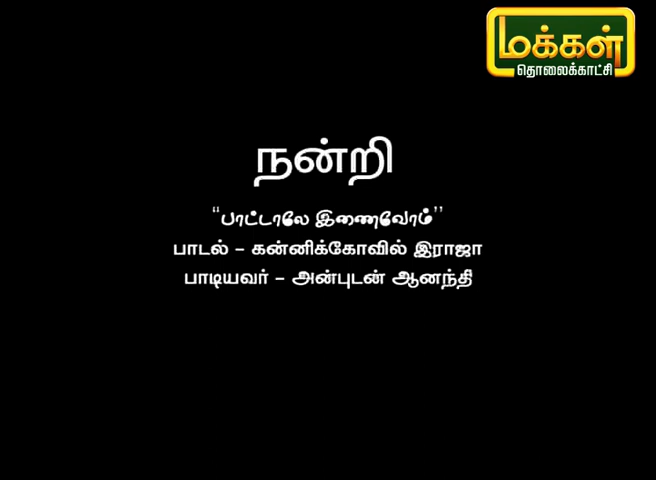 மக்கள்
தொலைக்காட்சி
நன்றி
“பாட்டாலே இணைவோம்”
பாடல் – கன்னிக்கோவில் இராஜா
பாடியவர் – அன்புடன் ஆனந்தி